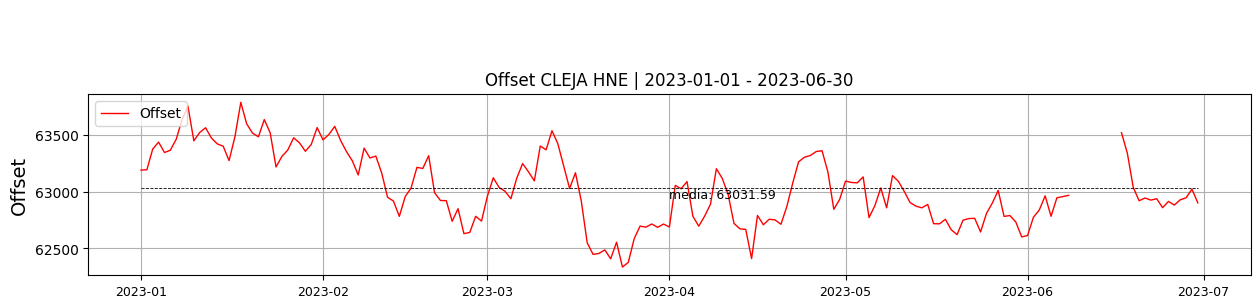 Offset CLEJA HNE | 2023-01-01 - 2023-06-30
Offset
63500
63000
62500
Offset
media: 63031.59
2023-01 2023-02 2023-03 2023-04 2023-05 2023-06 2023-07